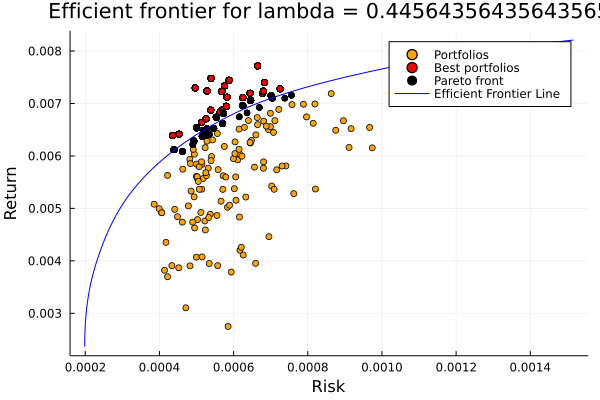 Efficient frontier for lambda = 0.4456435643564356
Portfolios
Best portfolios
Pareto front
Efficient Frontier Line
0.008
0.007
0.006
0.005
0.004
0.003
Return
0.0002 0.0004 0.0006 0.0008 0.0010 0.0012 0.0014
Risk